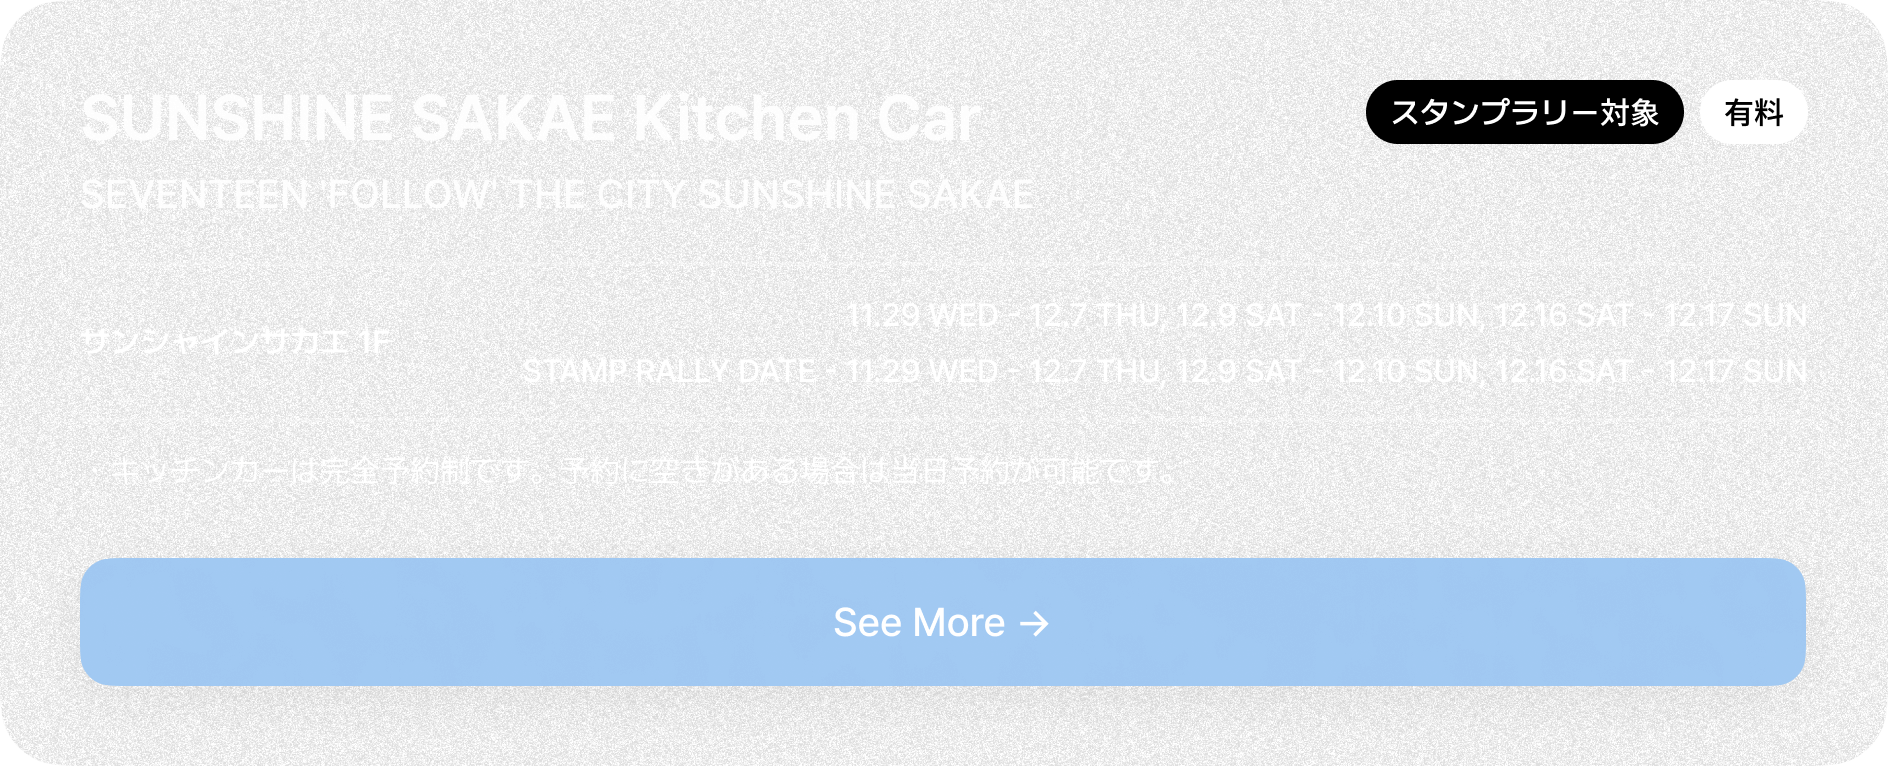 SUNSHINE SAKAE Kitchen Car
スタンプラリー対象
有料
SEVENTEEN 'FOLLOW' THE CITY SUNSHINE SAKAE
サンシャインサカエ 1F
11.29 WED - 12.7 THU, 12.9 SAT - 12.10 SUN, 12.16 SAT - 12.17 SUN
STAMP RALLY DATE - 11.29 WED - 12.7 THU, 12.9 SAT - 12.10 SUN, 12.16 SAT - 12.17 SUN
・キッチンカーは完全予約制です。予約に空きがある場合は当日予約が可能です。
See More →